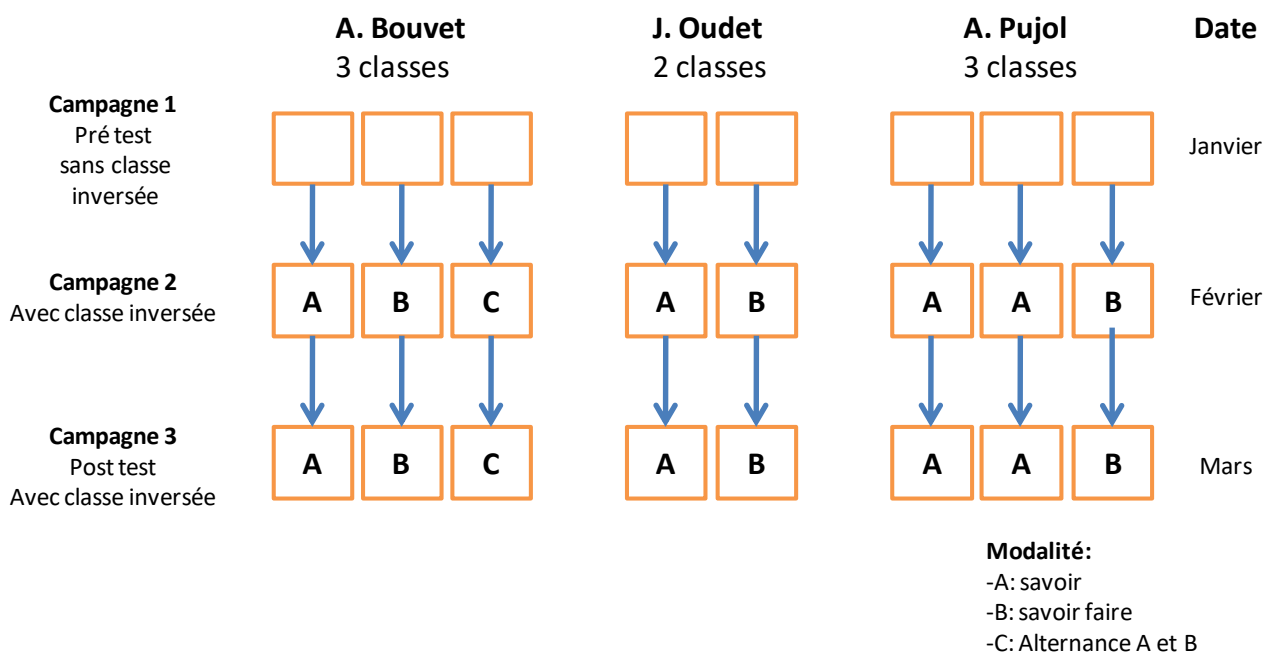 A. Bouvet
3 classes
J. Oudet
2 classes
A. Pujol
3 classes
Date
Campagne 1
Pré test
sans classe
inversée
Janvier
Campagne 2
Avec classe inversée
A B C
A B
A A B
Février
Campagne 3
Post test
Avec classe inversée
A B C
A B
A A B
Mars
Modalité:
-A: savoir
-B: savoir faire
-C: Alternance A et B